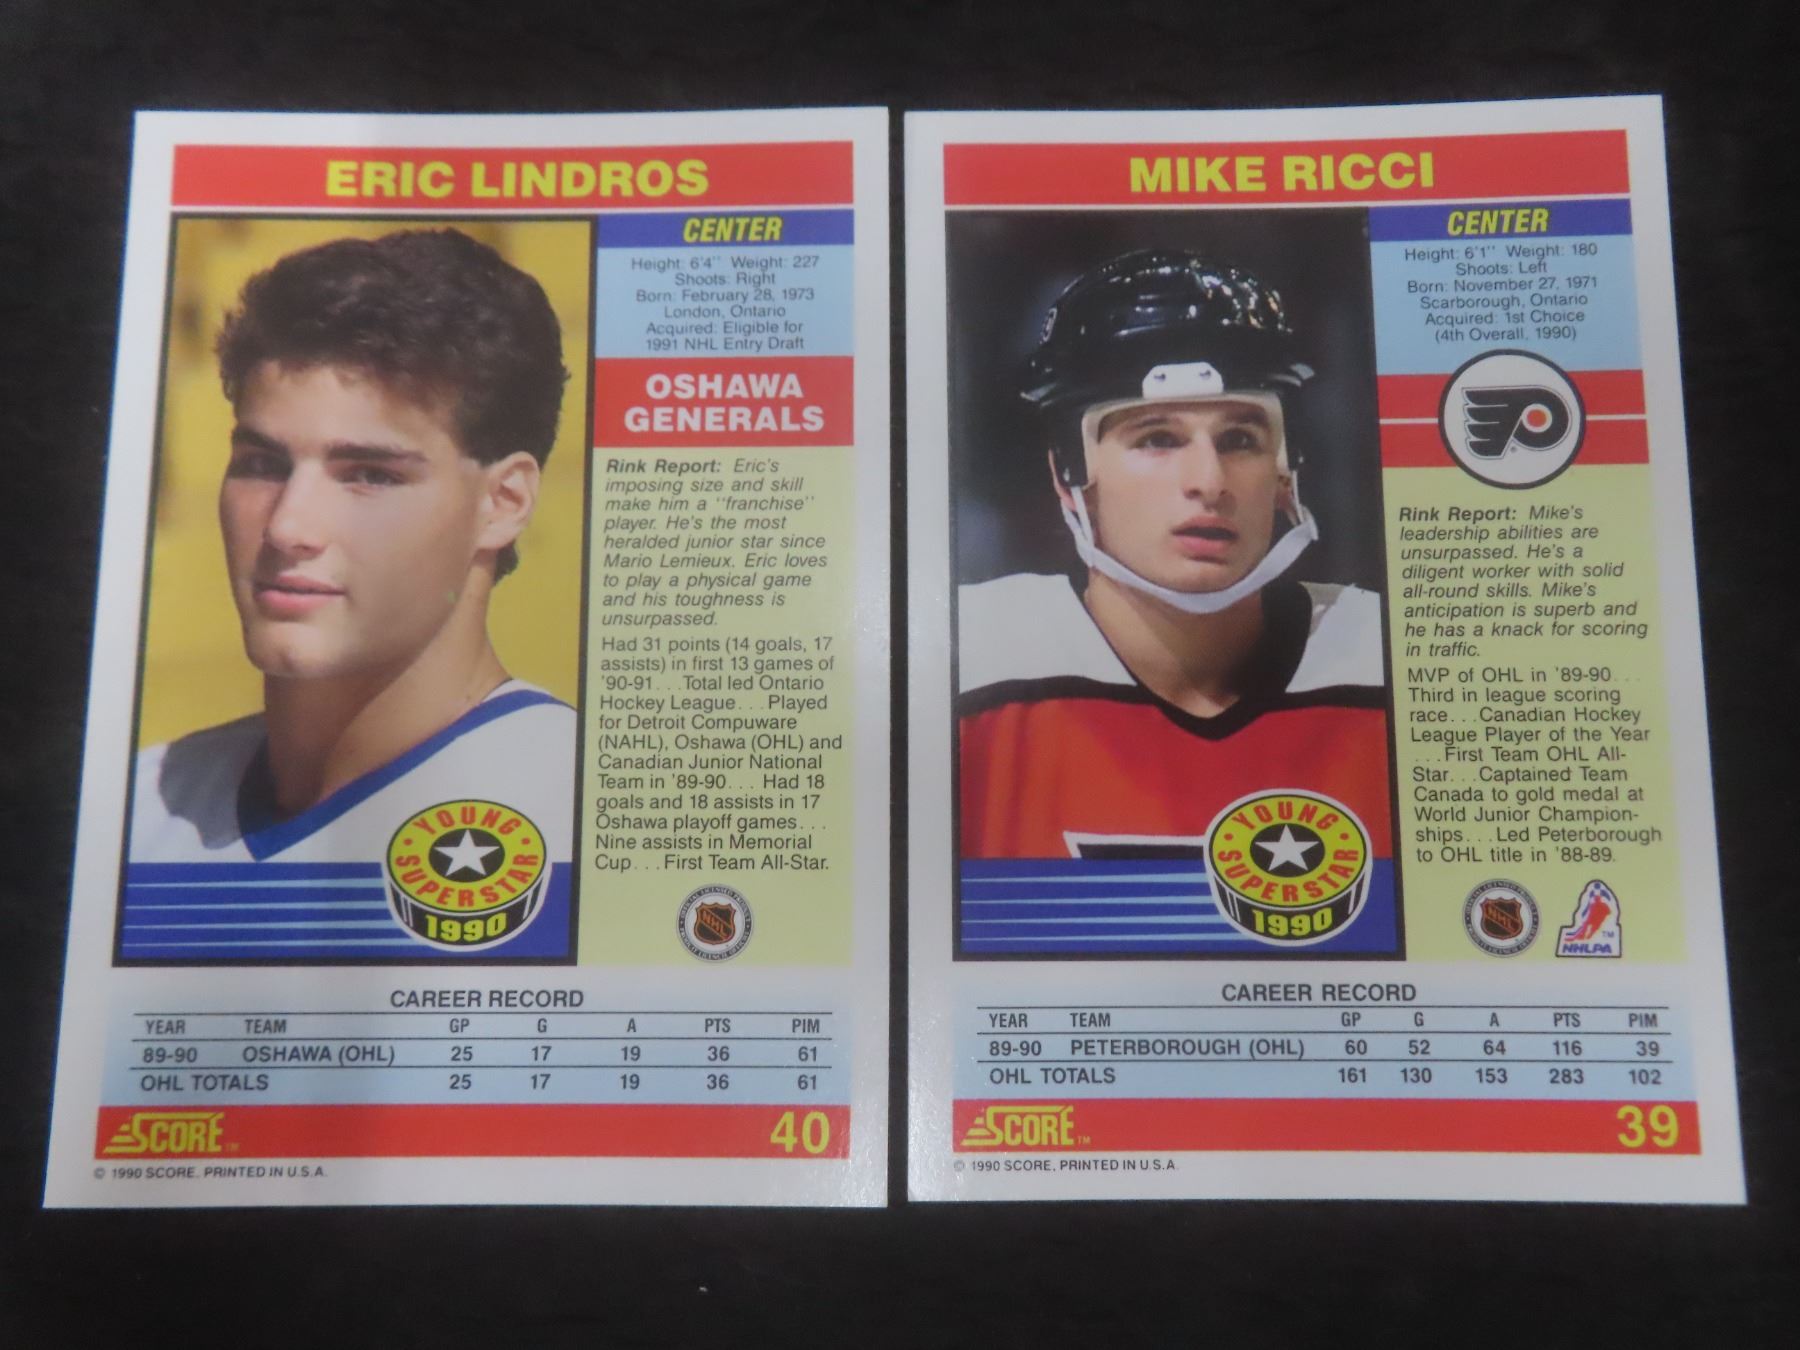 ERIC LINDROS
CENTER
Height: 6'4" Weight: 227
Shoots: Right
Born: February 28, 1973
London, Ontario
Acquired: Eligible for
1991 NHL Entry Draft
OSHAWA
GENERALS
Rink Report: Eric's
imposing size and skill
make him a "franchise"
player. He's the most
heralded junior star since
Mario Lemieux. Eric loves
to play a physical game
and his toughness is
unsurpassed.
Had 31 points (14 goals, 17
assists) in first 13 games of
'90-91...Total led Ontario
Hockey League...Played
for Detroit Compuware
(NAHL), Oshawa (OHL) and
Canadian Junior National
Team in '89-90... Had 18
goals and 18 assists in 17
Oshawa playoff games...
Nine assists in Memorial
Cup...First Team All-Star.
YOUNG
SUPERSTAR
1990
NHL
CAREER RECORD
YEAR TEAM GP G A PTS PIM
89-90 OSHAWA (OHL) 25 17 19 36 61
OHL TOTALS 25 17 19 36 61
SCORE™ 40
© 1990 SCORE, PRINTED IN U.S.A.
MIKE RICCI
CENTER
Height: 6'1" Weight: 180
Shoots: Left
Born: November 27, 1971
Scarborough, Ontario
Acquired: 1st Choice
(4th Overall, 1990)
Rink Report: Mike's
leadership abilities are
unsurpassed. He's a
diligent worker with solid
all-round skills. Mike's
anticipation is superb and
he has a knack for scoring
in traffic.
MVP of OHL in '89-90...
Third in league scoring
race...Canadian Hockey
League Player of the Year
...First Team OHL All-
Star...Captained Team
Canada to gold medal at
World Junior Champion-
ships...Led Peterborough
to OHL title in '88-89.
YOUNG
SUPERSTAR
1990
NHL
TM
NHLPA
CAREER RECORD
YEAR TEAM GP G A PTS PIM
89-90 PETERBOROUGH (OHL) 60 52 64 116 39
OHL TOTALS 161 130 153 283 102
SCORE™ 39
© 1990 SCORE, PRINTED IN U.S.A.